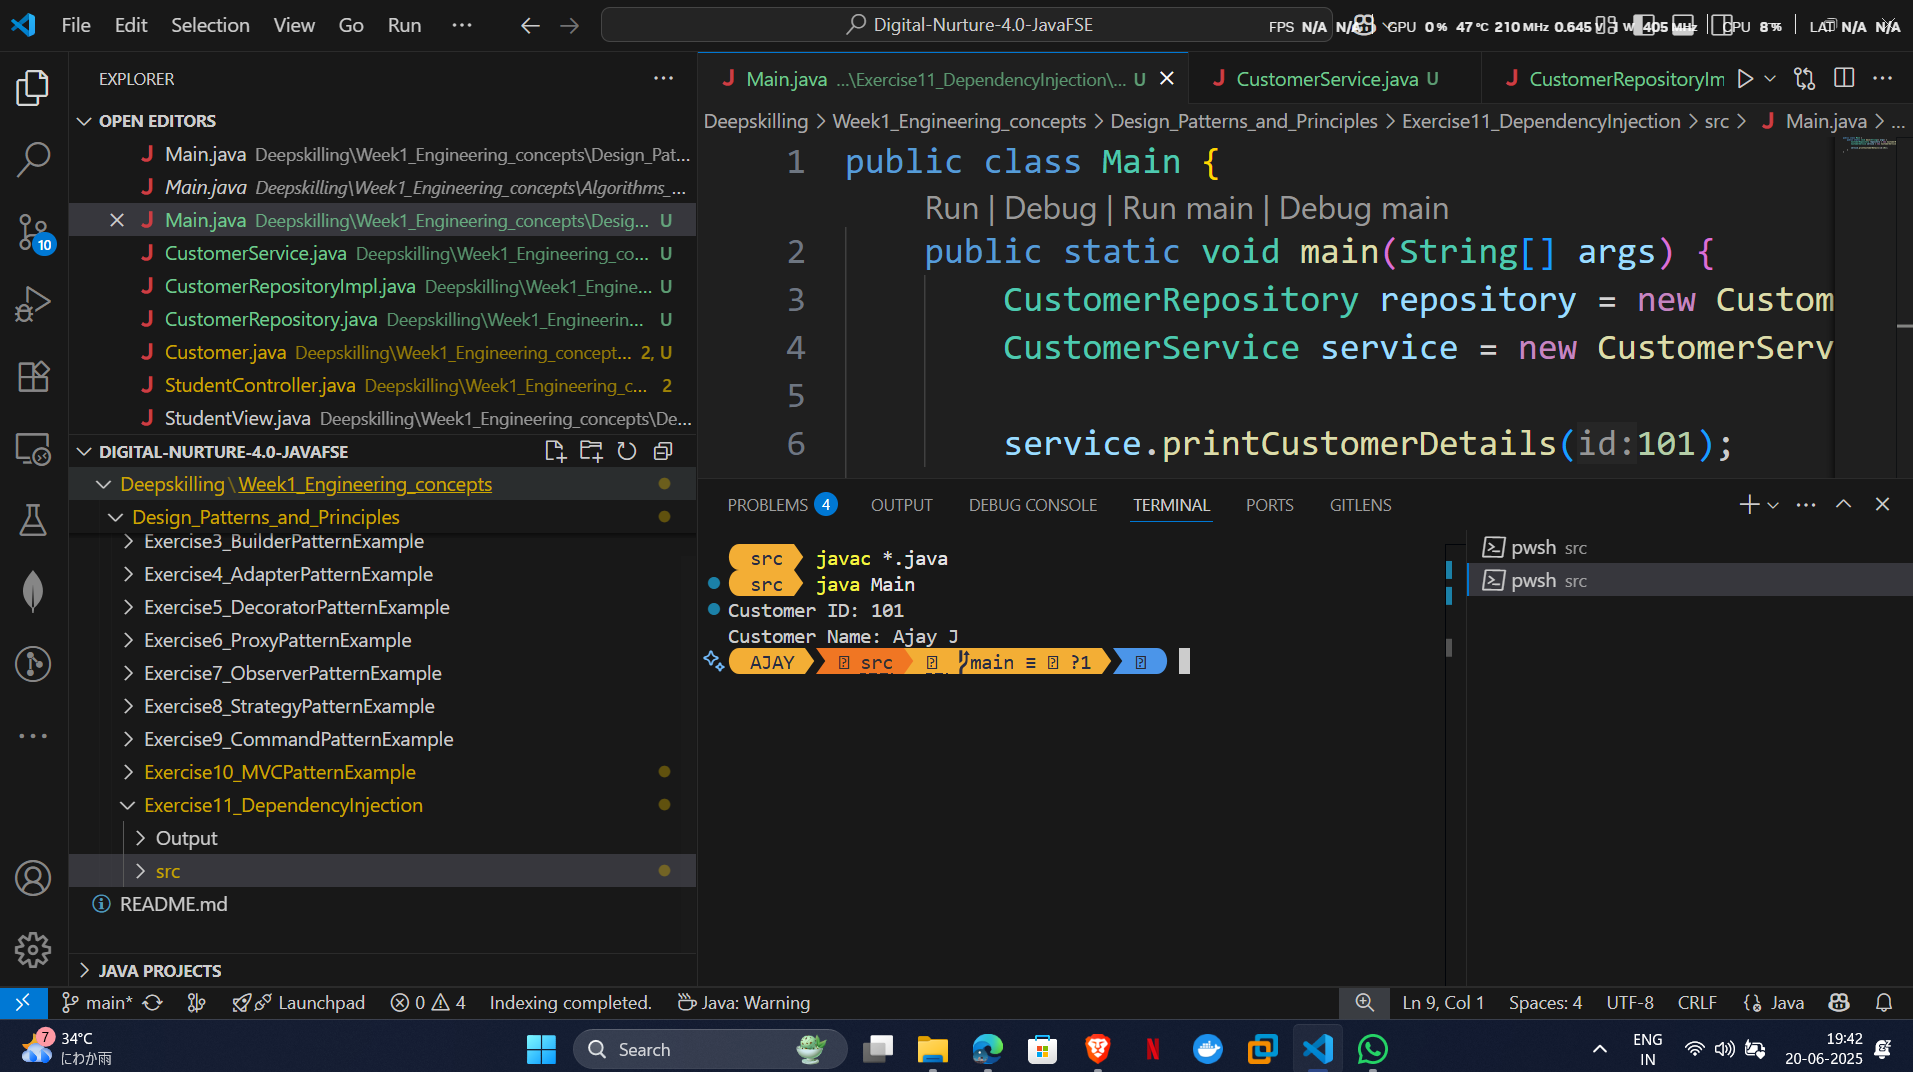 File Edit Selection View Go Run ···
Digital-Nurture-4.0-JavaFSE
FPS N/A GPU 0% 47°C 210 MHz 0.645 405 MHz CPU 8% LAT N/A N/A
EXPLORER
OPEN EDITORS
Main.java Deepskilling\Week1_Engineering_concepts\Design_Pat...
Main.java Deepskilling\Week1_Engineering_concepts\Algorithms_...
Main.java Deepskilling\Week1_Engineering_concepts\Desig... U
CustomerService.java Deepskilling\Week1_Engineering_co... U
CustomerRepositoryImpl.java Deepskilling\Week1_Engine... U
CustomerRepository.java Deepskilling\Week1_Engineerin... U
Customer.java Deepskilling\Week1_Engineering_concept... 2, U
StudentController.java Deepskilling\Week1_Engineering_c... 2
StudentView.java Deepskilling\Week1_Engineering_concepts\De...
DIGITAL-NURTURE-4.0-JAVAFSE
Deepskilling\Week1_Engineering_concepts
Design_Patterns_and_Principles
Exercise3_BuilderPatternExample
Exercise4_AdapterPatternExample
Exercise5_DecoratorPatternExample
Exercise6_ProxyPatternExample
Exercise7_ObserverPatternExample
Exercise8_StrategyPatternExample
Exercise9_CommandPatternExample
Exercise10_MVCPatternExample
Exercise11_DependencyInjection
Output
src
README.md
JAVA PROJECTS
10
Main.java ...\Exercise11_DependencyInjection\... U
CustomerService.java U
CustomerRepositoryIm
Deepskilling > Week1_Engineering_concepts > Design_Patterns_and_Principles > Exercise11_DependencyInjection > src > Main.java > ...
1 public class Main {
Run | Debug | Run main | Debug main
2 public static void main(String[] args) {
3 CustomerRepository repository = new Custom
4 CustomerService service = new CustomerServ
5
6 service.printCustomerDetails(id:101);
PROBLEMS 4 OUTPUT DEBUG CONSOLE TERMINAL PORTS GITLENS
src javac *.java
src java Main
Customer ID: 101
Customer Name: Ajay J
AJAY src main ≡ ?1
pwsh src
pwsh src
main* Launchpad 0 4 Indexing completed. Java: Warning
Ln 9, Col 1 Spaces: 4 UTF-8 CRLF {} Java
7 34°C
にわか雨
Search
ENG
IN
19:42
20-06-2025